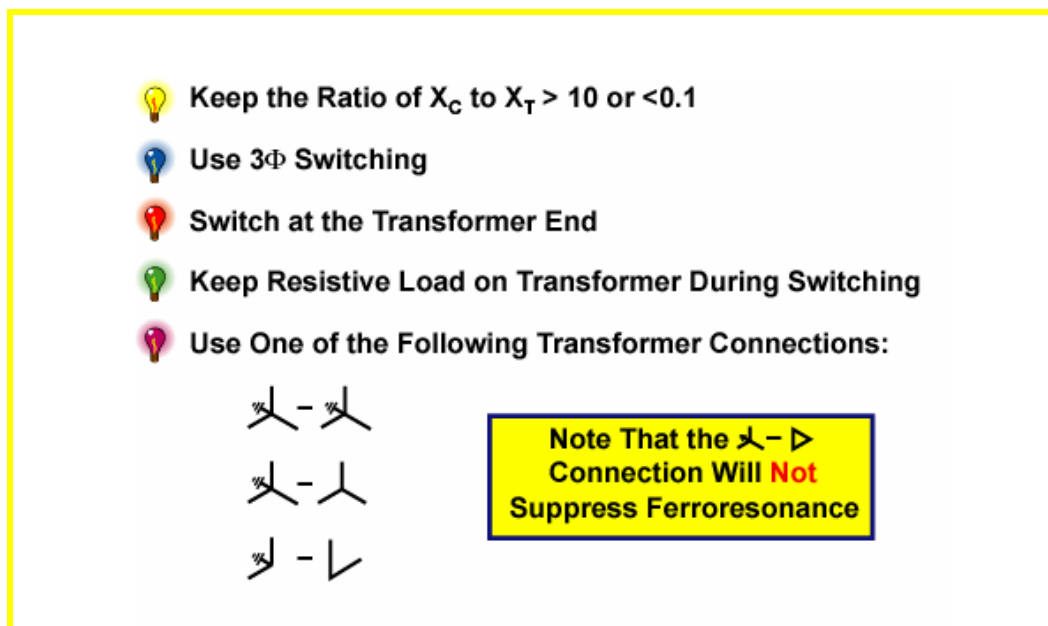 Keep the Ratio of XC to XT > 10 or <0.1
Use 3Φ Switching
Switch at the Transformer End
Keep Resistive Load on Transformer During Switching
Use One of the Following Transformer Connections:
Note That the
Connection Will Not
Suppress Ferroresonance